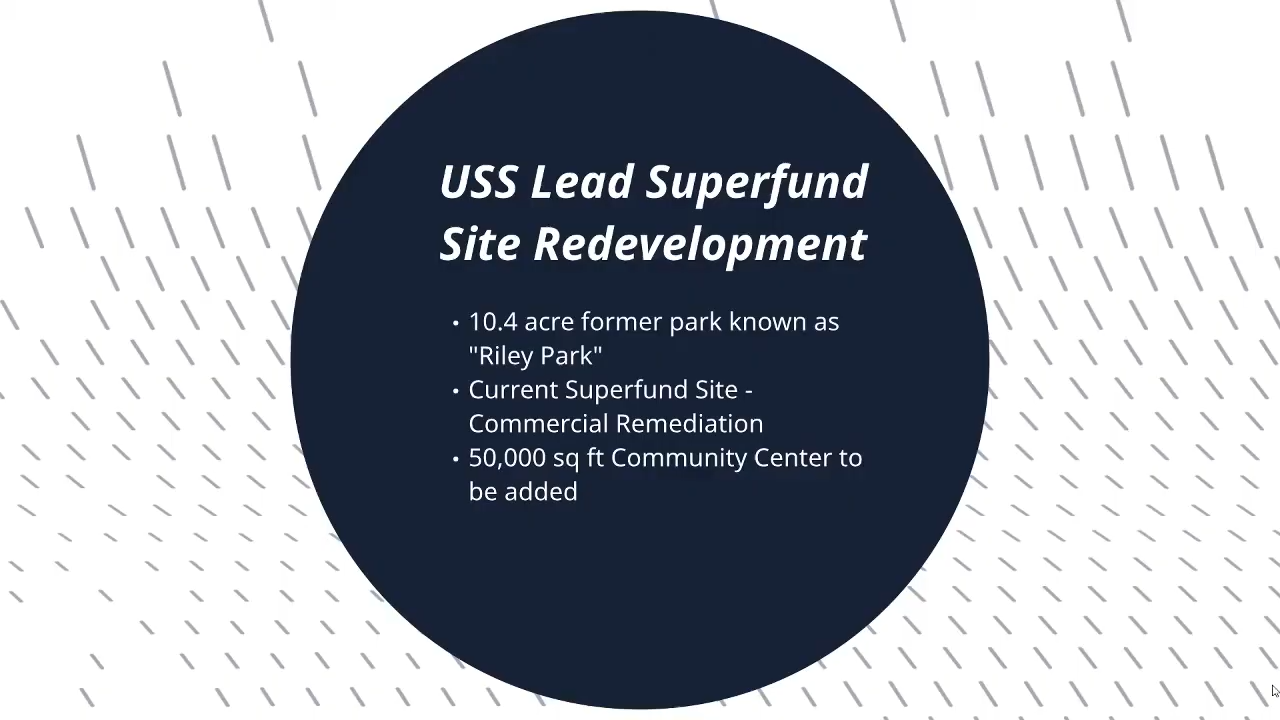 USS Lead Superfund
Site Redevelopment
• 10.4 acre former park known as
"Riley Park"
• Current Superfund Site -
Commercial Remediation
• 50,000 sq ft Community Center to
be added